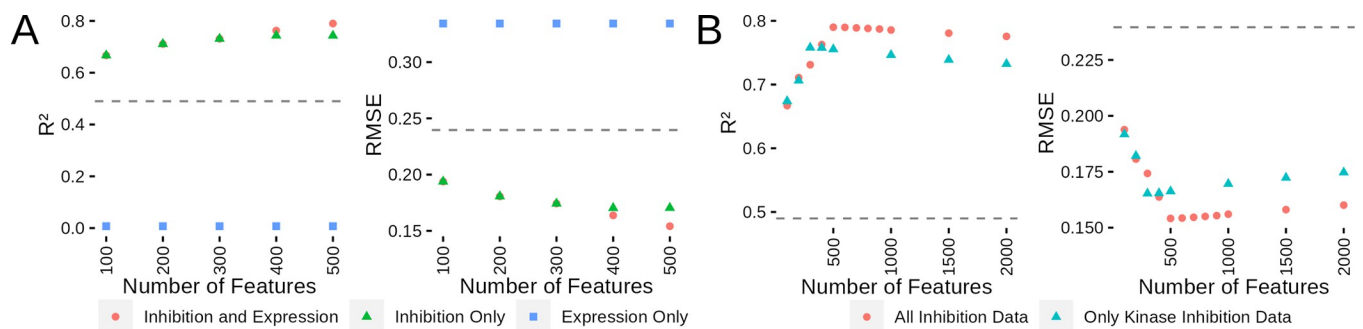 A
R²
0.8
0.6
0.4
0.2
0.0
100
200
300
400
500
Number of Features
RMSE
0.30
0.25
0.20
0.15
100
200
300
400
500
Number of Features
Inhibition and Expression
Inhibition Only
Expression Only
B
R²
0.8
0.7
0.6
0.5
500
1000
1500
2000
Number of Features
RMSE
0.225
0.200
0.175
0.150
500
1000
1500
2000
Number of Features
All Inhibition Data
Only Kinase Inhibition Data